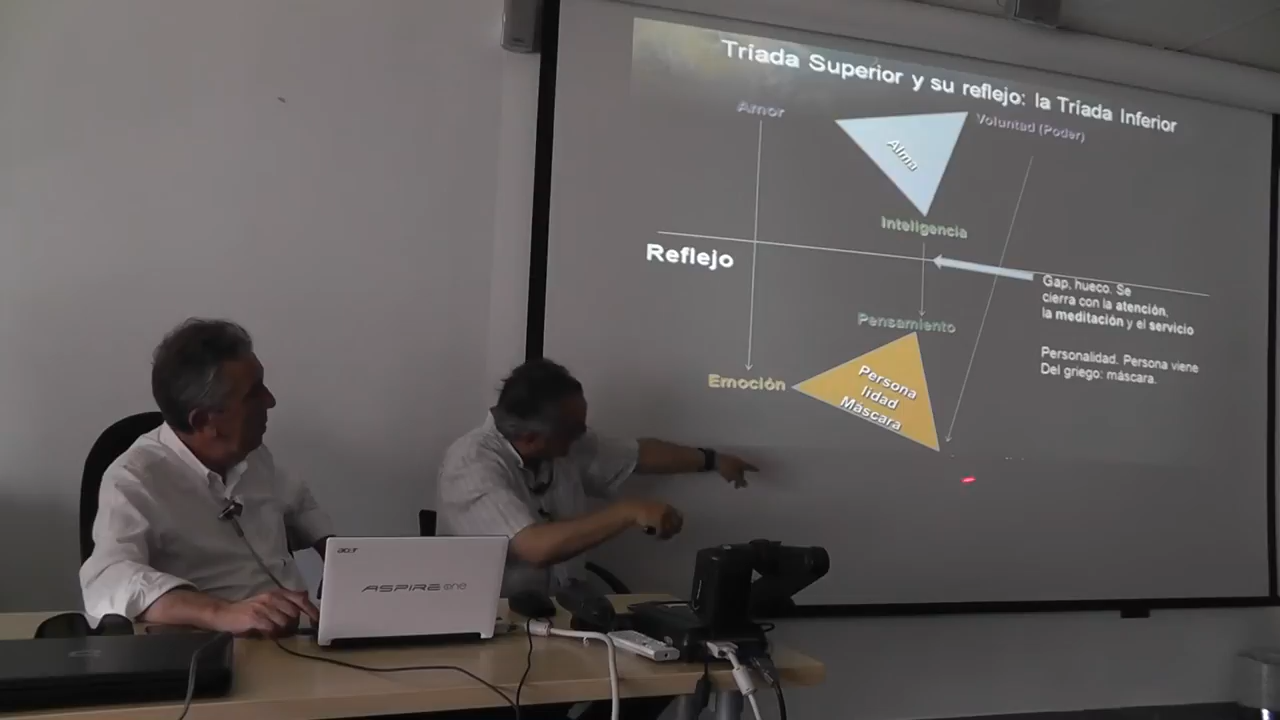 Tríada Superior y su reflejo: la Tríada Inferior
Amor
Voluntad (Poder)
Alma
Inteligencia
Reflejo
Gap, hueco. Se
cierra con la atención,
la meditación y el servicio
Pensamiento
Personalidad. Persona viene
Del griego: máscara.
Emoción
Persona
lidad
Máscara
acer
ASPIRE one